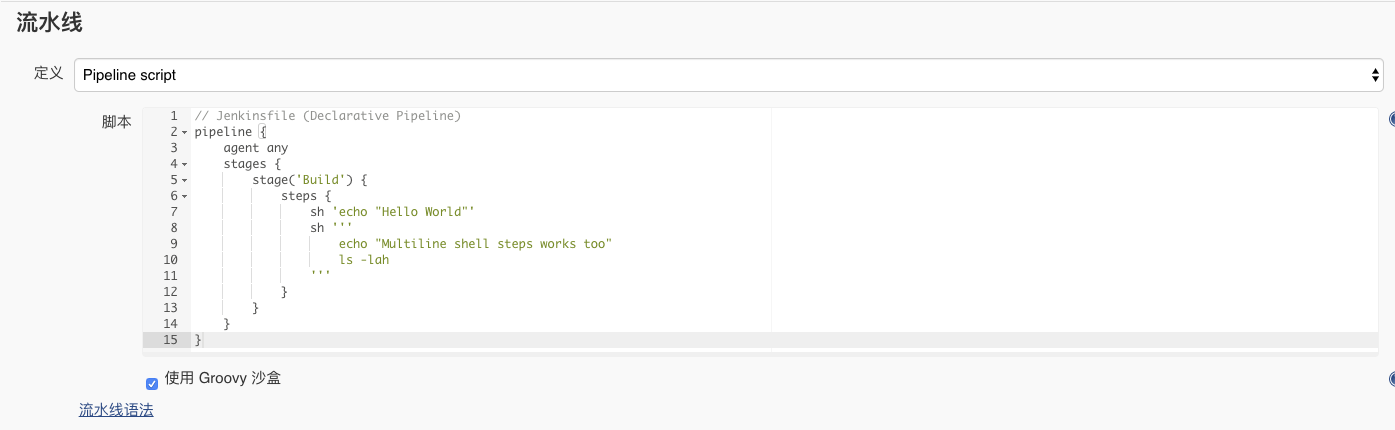 流水线
定义 Pipeline script
脚本
1 // Jenkinsfile (Declarative Pipeline)
2 pipeline {
3     agent any
4     stages {
5         stage('Build') {
6             steps {
7                 sh 'echo "Hello World"'
8                 sh '''
9                     echo "Multiline shell steps works too"
10                     ls -lah
11                 '''
12             }
13         }
14     }
15 }
使用 Groovy 沙盒
流水线语法